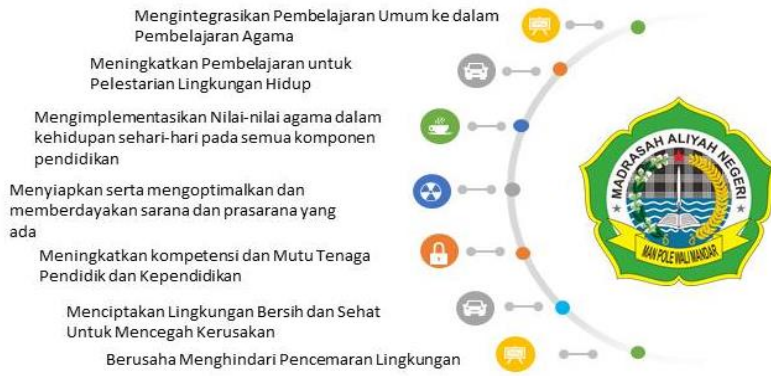 Mengintegrasikan Pembelajaran Umum ke dalam
Pembelajaran Agama
Meningkatkan Pembelajaran untuk
Pelestarian Lingkungan Hidup
Mengimplementasikan Nilai-nilai agama dalam
kehidupan sehari-hari pada semua komponen
pendidikan
Menyiapkan serta mengoptimalkan dan
memberdayakan sarana dan prasarana yang
ada
Meningkatkan kompetensi dan Mutu Tenaga
Pendidik dan Kependidikan
Menciptakan Lingkungan Bersih dan Sehat
Untuk Mencegah Kerusakan
Berusaha Menghindari Pencemaran Lingkungan
MADRASAH ALIYAH NEGERI
MAN POLEWALI MANDAR